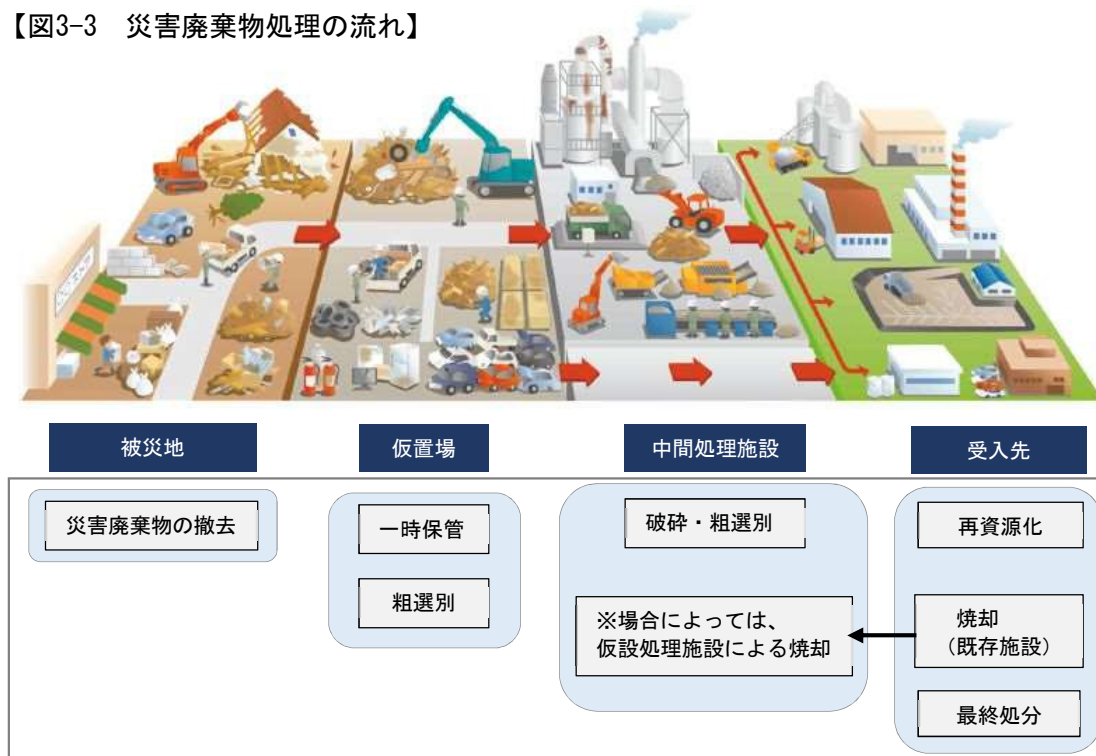 【図3-3 災害廃棄物処理の流れ】
被災地
仮置場
中間処理施設
受入先
災害廃棄物の撤去
一時保管
粗選別
破砕・粗選別
※場合によっては、
仮設処理施設による焼却
再資源化
焼却
（既存施設）
最終処分